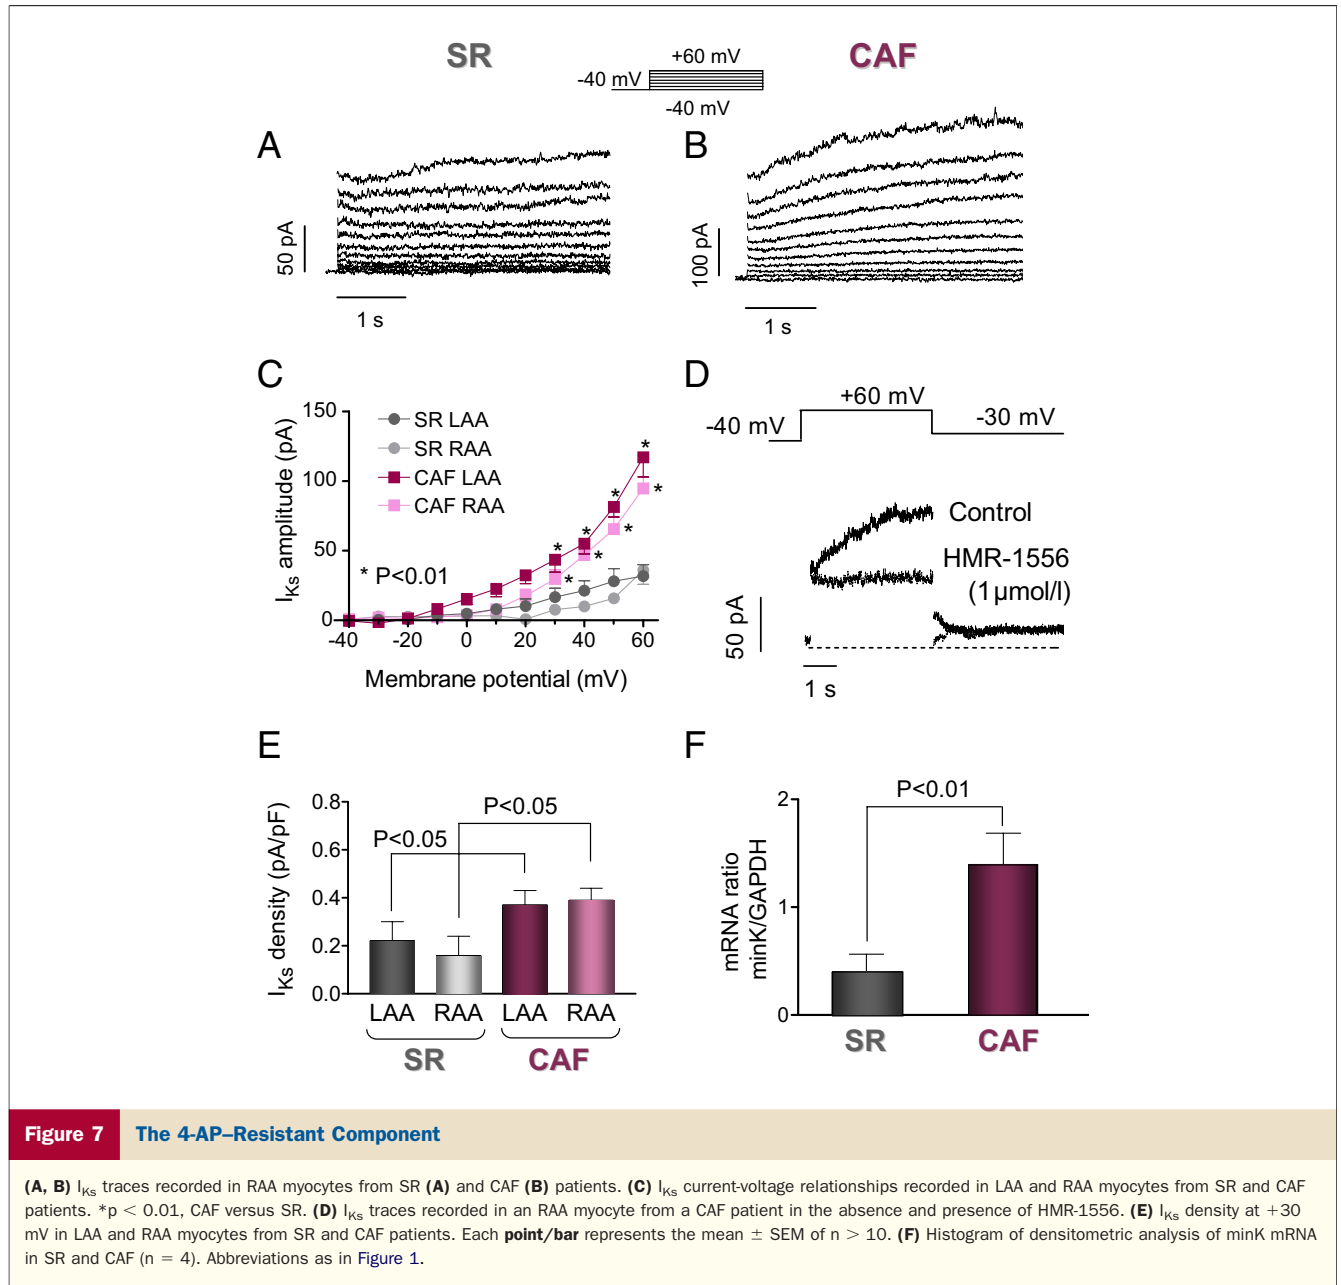 SR
CAF
+60 mV
-40 mV
-40 mV
A
B
50 pA
1 s
100 pA
1 s
C
D
I_Ks amplitude (pA)
150
100
50
0
SR LAA
SR RAA
CAF LAA
CAF RAA
* P<0.01
* * * * * * * *
-40 -20 0 20 40 60
Membrane potential (mV)
+60 mV
-40 mV
-30 mV
Control
HMR-1556
(1 µmol/l)
50 pA
1 s
E
F
I_Ks density (pA/pF)
0.8
0.6
0.4
0.2
0.0
P<0.05
P<0.05
LAA RAA LAA RAA
SR CAF
mRNA ratio
minK/GAPDH
2
1
0
P<0.01
SR CAF
Figure 7 The 4-AP–Resistant Component
(A, B) I_Ks traces recorded in RAA myocytes from SR (A) and CAF (B) patients. (C) I_Ks current-voltage relationships recorded in LAA and RAA myocytes from SR and CAF
patients. *p < 0.01, CAF versus SR. (D) I_Ks traces recorded in an RAA myocyte from a CAF patient in the absence and presence of HMR-1556. (E) I_Ks density at +30
mV in LAA and RAA myocytes from SR and CAF patients. Each point/bar represents the mean ± SEM of n > 10. (F) Histogram of densitometric analysis of minK mRNA
in SR and CAF (n = 4). Abbreviations as in Figure 1.